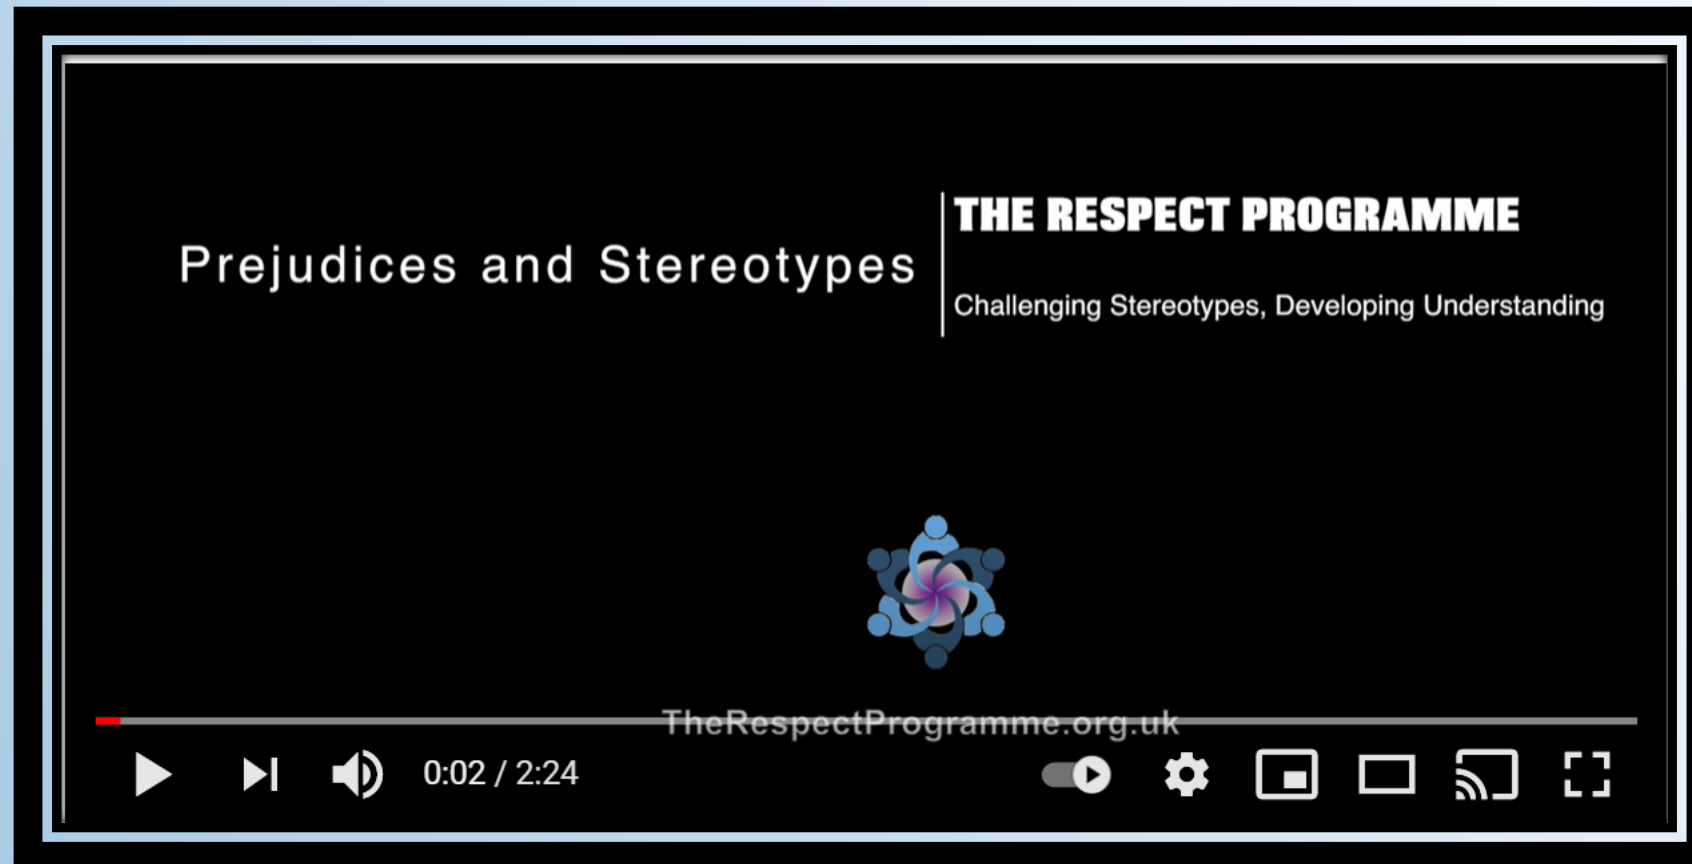 Prejudices and Stereotypes
THE RESPECT PROGRAMME
Challenging Stereotypes, Developing Understanding
TheRespectProgramme.org.uk
0:02 / 2:24